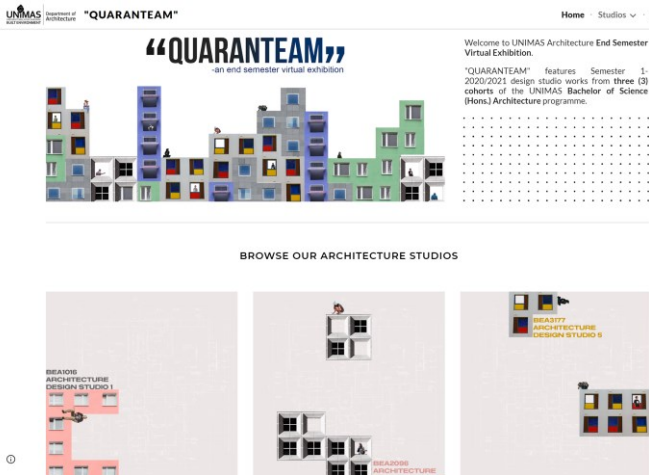 UNIMAS
BUILT ENVIRONMENT
Department of
Architecture
"QUARANTEAM"
Home
Studios
“QUARANTEAM”
-an end semester virtual exhibition
Welcome to UNIMAS Architecture End Semester
Virtual Exhibition.
"QUARANTEAM" features Semester 1-
2020/2021 design studio works from three (3)
cohorts of the UNIMAS Bachelor of Science
(Hons.) Architecture programme.
BROWSE OUR ARCHITECTURE STUDIOS
BEA1016
ARCHITECTURE
DESIGN STUDIO 1
BEA2096
ARCHITECTURE
BEA3177
ARCHITECTURE
DESIGN STUDIO 5